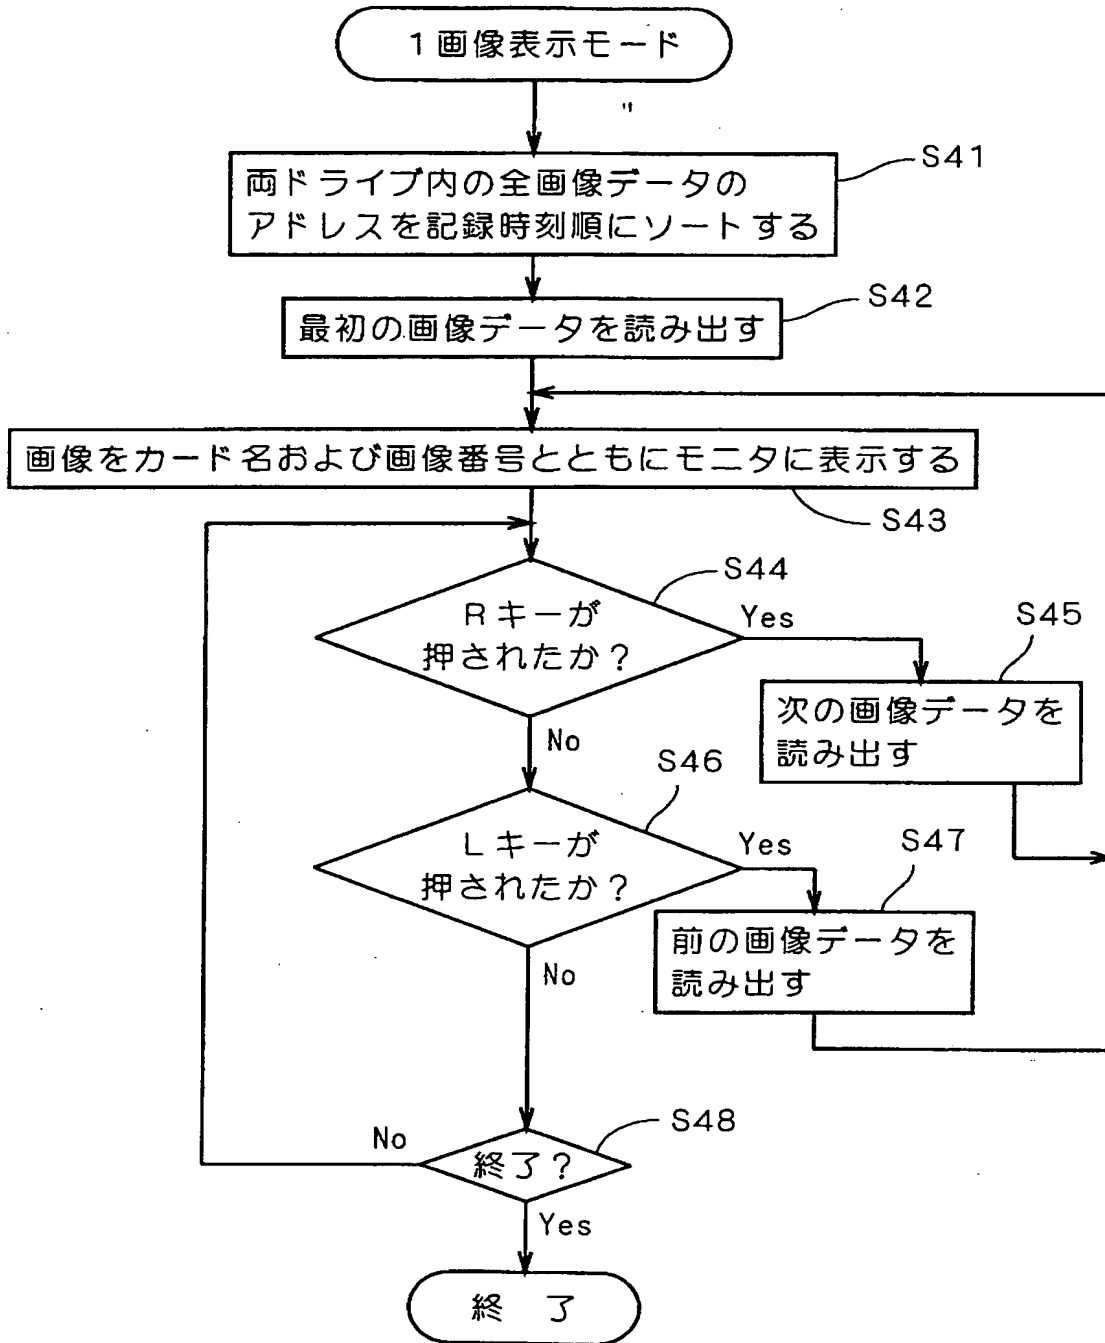 1画像表示モード
S41
両ドライブ内の全画像データの
アドレスを記録時刻順にソートする
S42
最初の画像データを読み出す
画像をカード名および画像番号とともにモニタに表示する
S43
S44
Rキーが
押されたか?
Yes
S45
次の画像データを
読み出す
No
S46
Lキーが
押されたか?
Yes
S47
前の画像データを
読み出す
No
S48
終了?
No
Yes
終 了